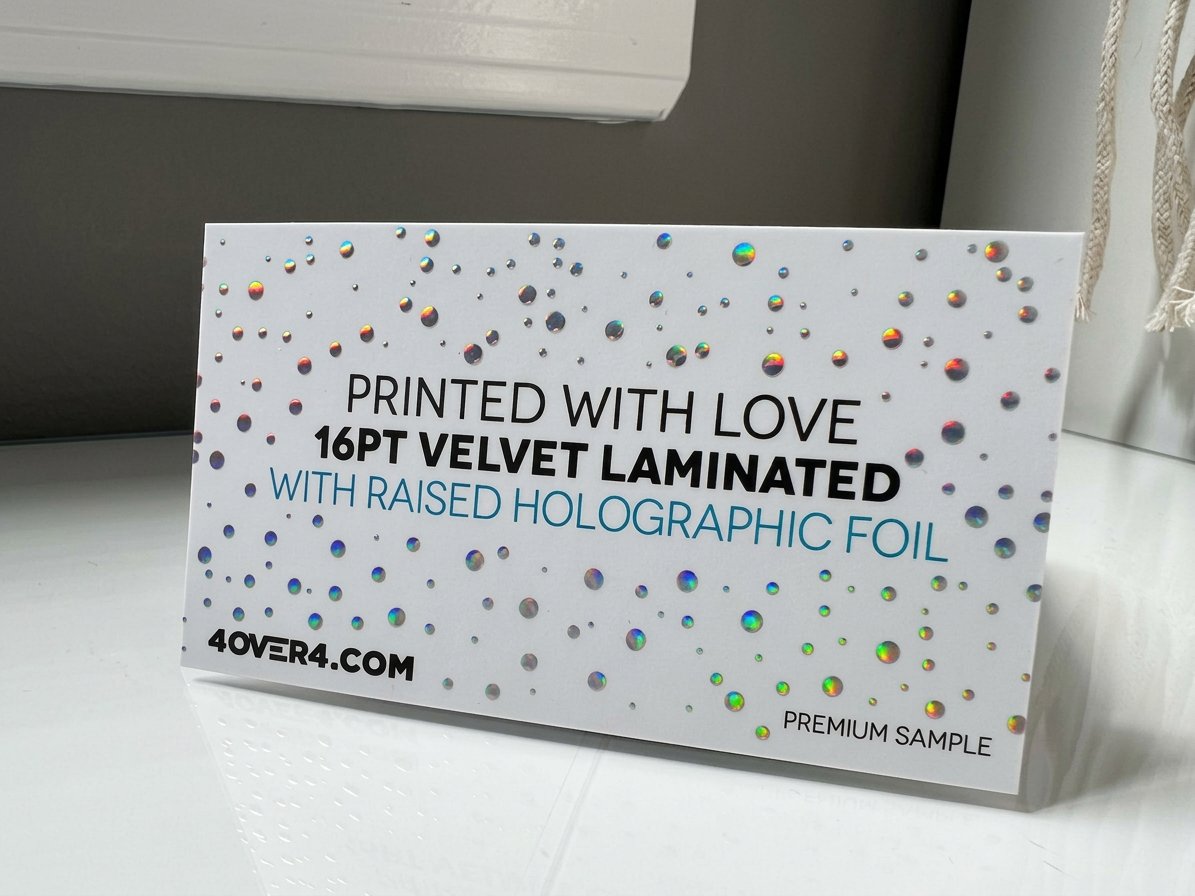 PRINTED WITH LOVE
16PT VELVET LAMINATED
WITH RAISED HOLOGRAPHIC FOIL
4OVER4.COM
PREMIUM SAMPLE